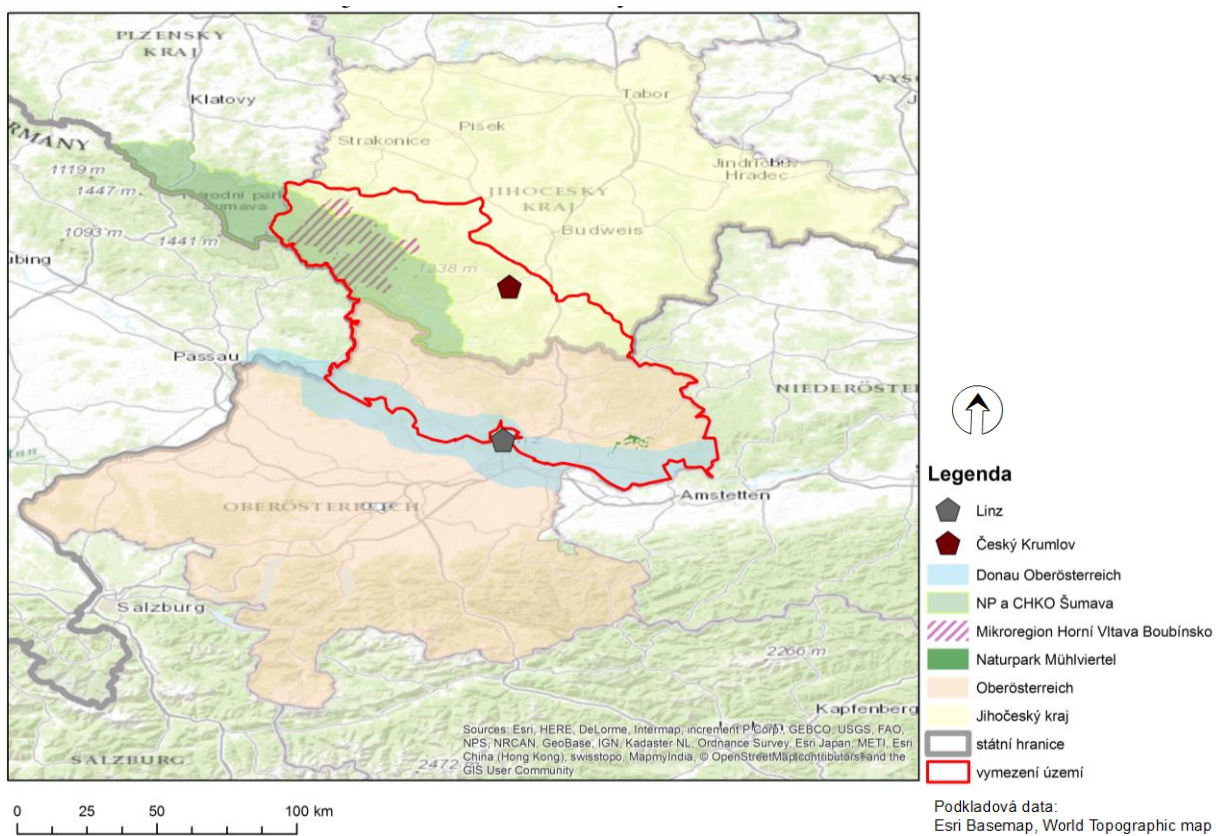 PLZENSKY
KRAJ
Klatovy
Tabor
Pisek
Strakonice
Jindrichuv
Hradec
RMANY
1119 m
1447 m
Národní park
Sumava
JIHOCESKY
KRAJ
1093 m
1441 m
Budweis
1238 m
Passau
NIEDERÖSTER
Amstetten
OBERÖSTERREICH
Salzburg
2266 m
Kapfenberg
SALZBURG
2472 m
Sources: Esri, HERE, DeLorme, Intermap, increment P Corp., GEBCO, USGS, FAO,
NPS, NRCAN, GeoBase, IGN, Kadaster NL, Ordnance Survey, Esri Japan, METI, Esri
China (Hong Kong), swisstopo, MapmyIndia, © OpenStreetMap contributors, and the
GIS User Community
Legenda
Linz
Český Krumlov
Donau Oberösterreich
NP a CHKO Šumava
Mikroregion Horní Vltava Boubínsko
Naturpark Mühlviertel
Oberösterreich
Jihočeský kraj
státní hranice
vymezení území
Podkladová data:
Esri Basemap, World Topographic map
0 25 50 100 km